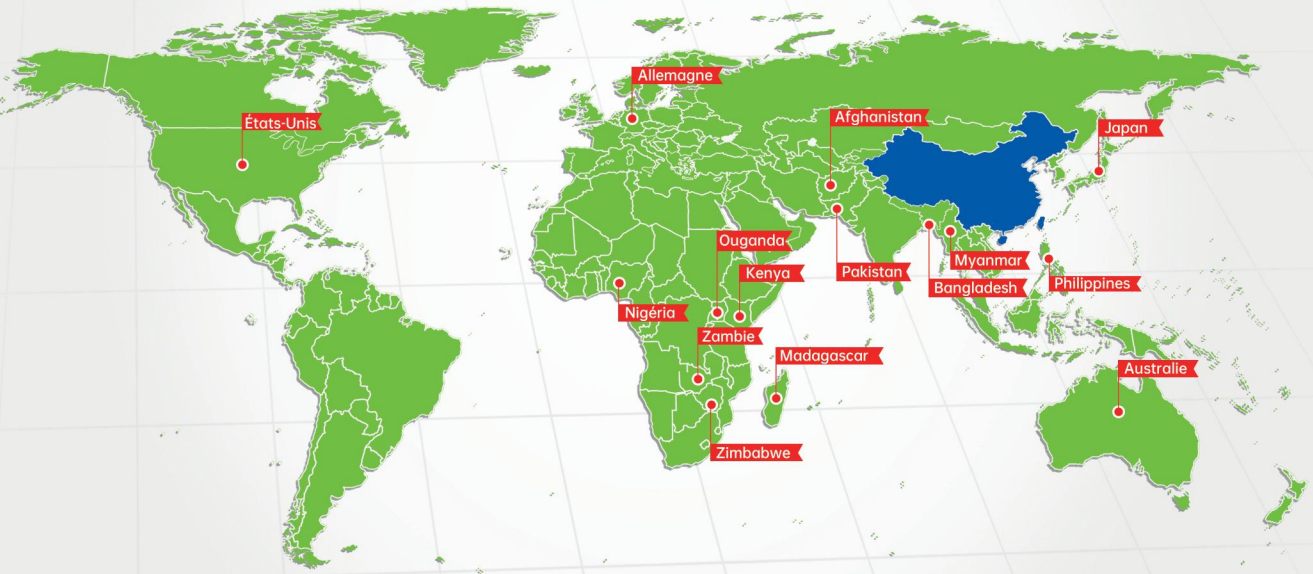 Allemagne
États-Unis
Afghanistan
Japan
Ouganda
Kenya
Pakistan
Myanmar
Bangladesh
Philippines
Nigéria
Zambie
Madagascar
Australie
Zimbabwe